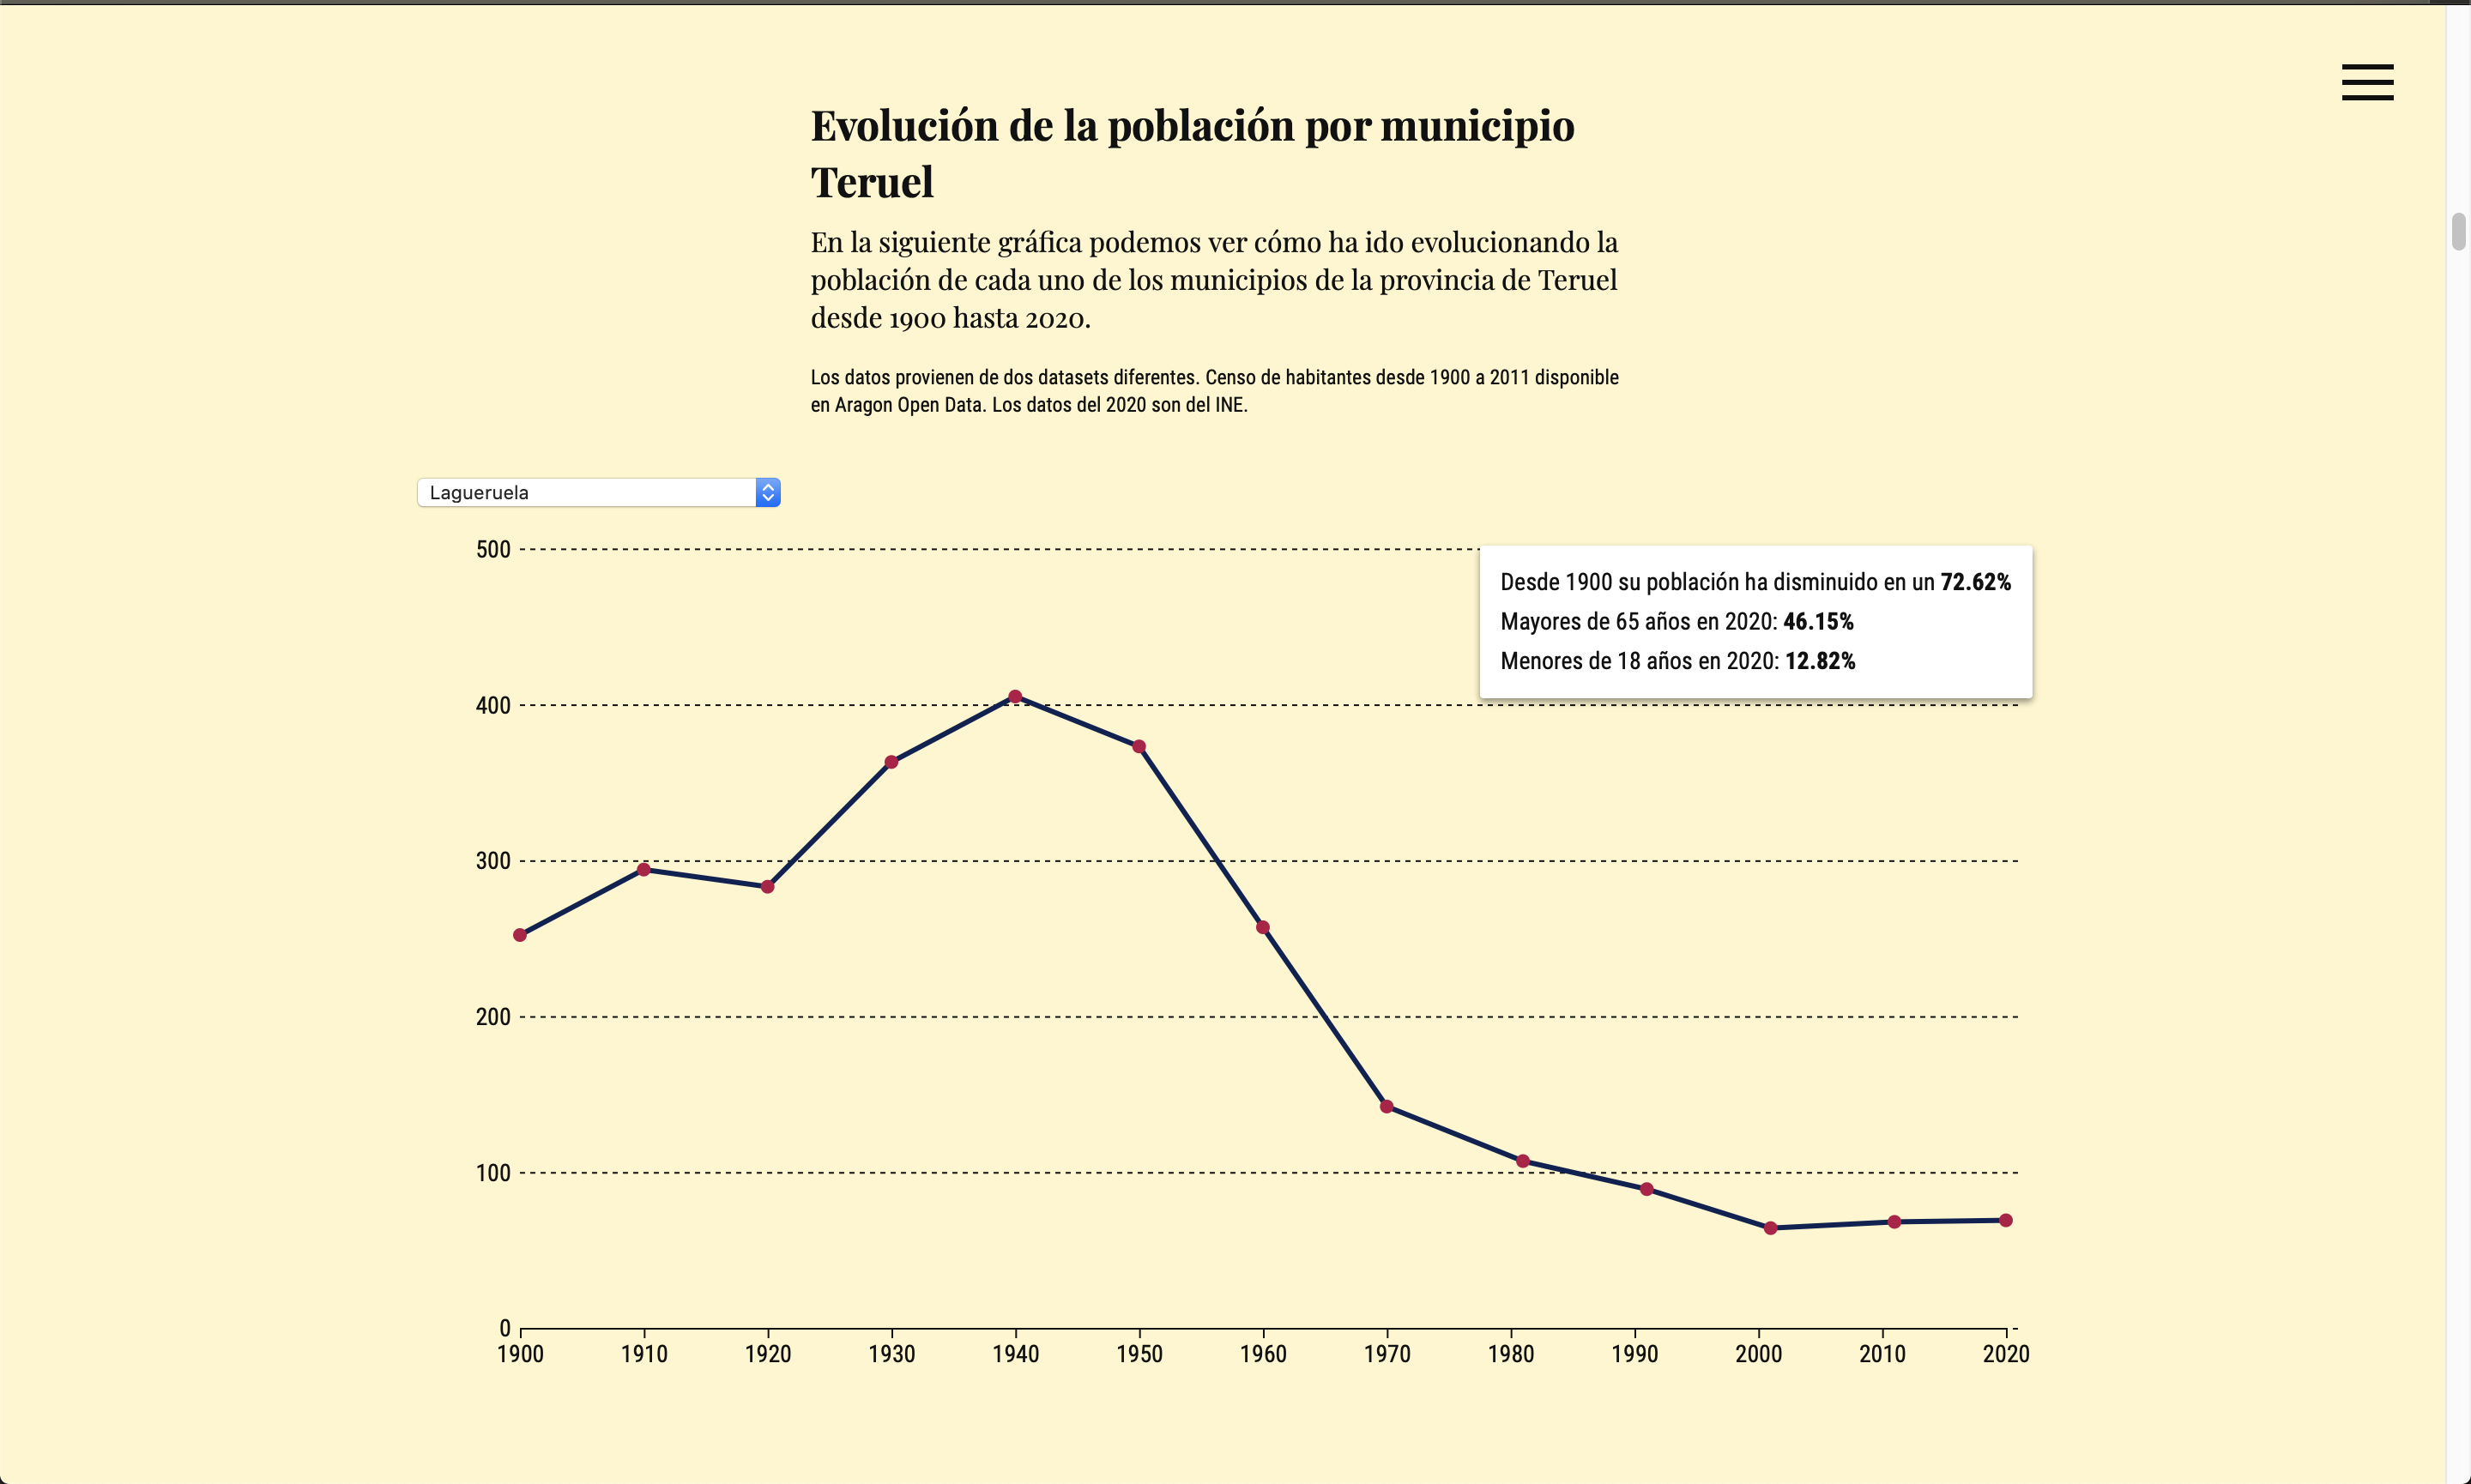 Evolución de la población por municipio
Teruel
En la siguiente gráfica podemos ver cómo ha ido evolucionando la
población de cada uno de los municipios de la provincia de Teruel
desde 1900 hasta 2020.
Los datos provienen de dos datasets diferentes. Censo de habitantes desde 1900 a 2011 disponible
en Aragon Open Data. Los datos del 2020 son del INE.
Lagueruela
500
Desde 1900 su población ha disminuido en un 72.62%
Mayores de 65 años en 2020: 46.15%
Menores de 18 años en 2020: 12.82%
400
300
200
100
0
1900 1910 1920 1930 1940 1950 1960 1970 1980 1990 2000 2010 2020